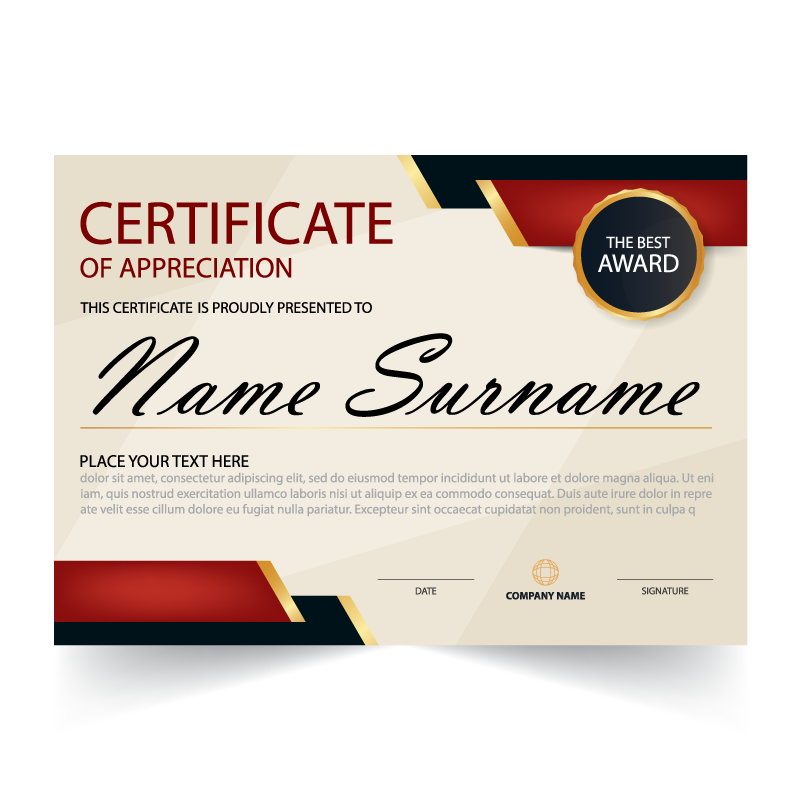 CERTIFICATE
OF APPRECIATION
THE BEST
AWARD
THIS CERTIFICATE IS PROUDLY PRESENTED TO
Name Surname
PLACE YOUR TEXT HERE
dolor sit amet, consectetur adipiscing elit, sed do eiusmod tempor incididunt ut labore et dolore magna aliqua. Ut eni
iam, quis nostrud exercitation ullamco laboris nisi ut aliquip ex ea commodo consequat. Duis aute irure dolor in repre
ate velit esse cillum dolore eu fugiat nulla pariatur. Excepteur sint occaecat cupidatat non proident, sunt in culpa q
DATE
COMPANY NAME
SIGNATURE